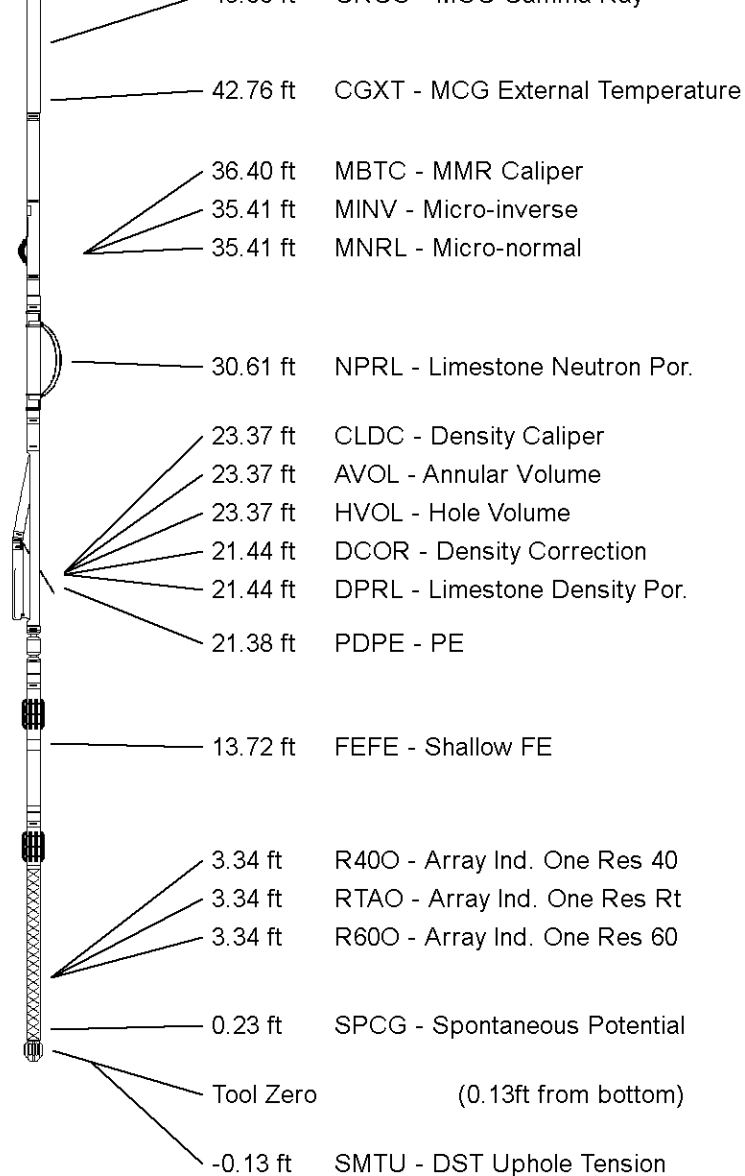 42.76 ft CGXT - MCG External Temperature
36.40 ft MBTC - MMR Caliper
35.41 ft MINV - Micro-inverse
35.41 ft MNRL - Micro-normal
30.61 ft NPRL - Limestone Neutron Por.
23.37 ft CLDC - Density Caliper
23.37 ft AVOL - Annular Volume
23.37 ft HVOL - Hole Volume
21.44 ft DCOR - Density Correction
21.44 ft DPRL - Limestone Density Por.
21.38 ft PDPE - PE
13.72 ft FEFE - Shallow FE
3.34 ft R40O - Array Ind. One Res 40
3.34 ft RTAO - Array Ind. One Res Rt
3.34 ft R60O - Array Ind. One Res 60
0.23 ft SPCG - Spontaneous Potential
Tool Zero (0.13ft from bottom)
-0.13 ft SMTU - DST Uphole Tension